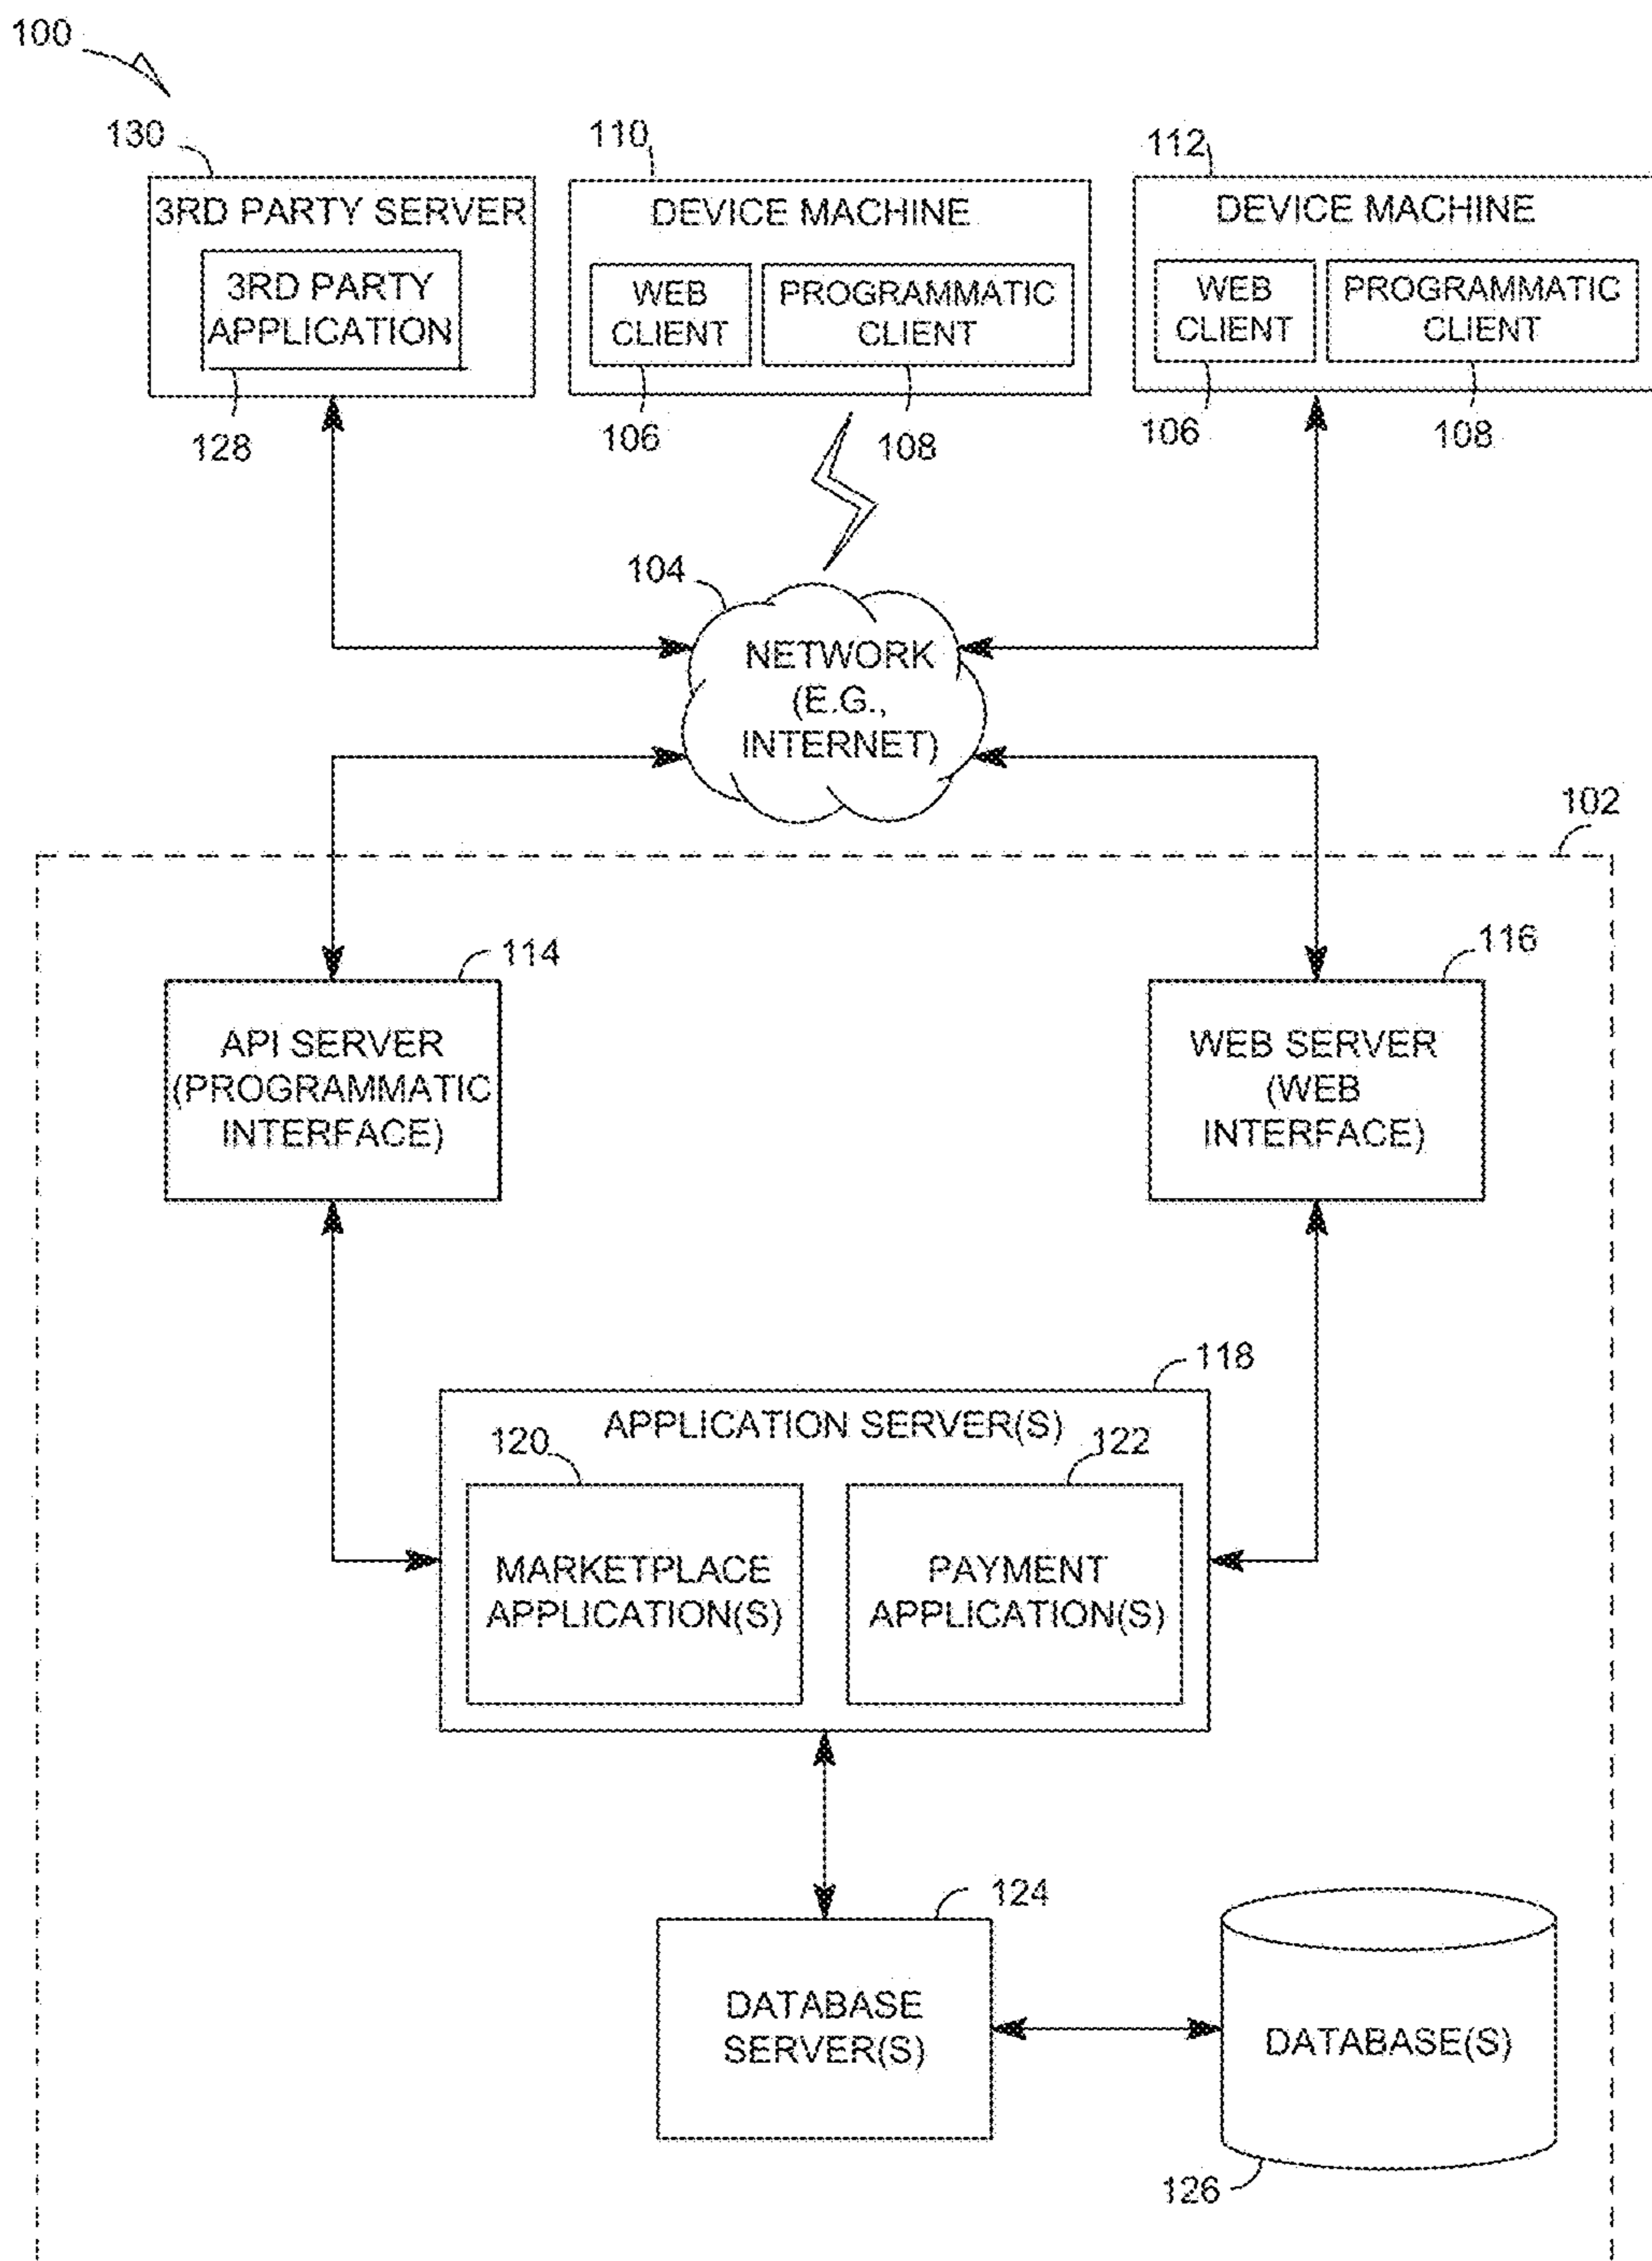 100
130
110
112
3RD PARTY SERVER
3RD PARTY
APPLICATION
128
DEVICE MACHINE
WEB
CLIENT
PROGRAMMATIC
CLIENT
106
108
DEVICE MACHINE
WEB
CLIENT
PROGRAMMATIC
CLIENT
106
108
104
NETWORK
(E.G.,
INTERNET)
102
114
API SERVER
(PROGRAMMATIC
INTERFACE)
116
WEB SERVER
(WEB
INTERFACE)
118
APPLICATION SERVER(S)
120
122
MARKETPLACE
APPLICATION(S)
PAYMENT
APPLICATION(S)
124
DATABASE
SERVER(S)
DATABASE(S)
126